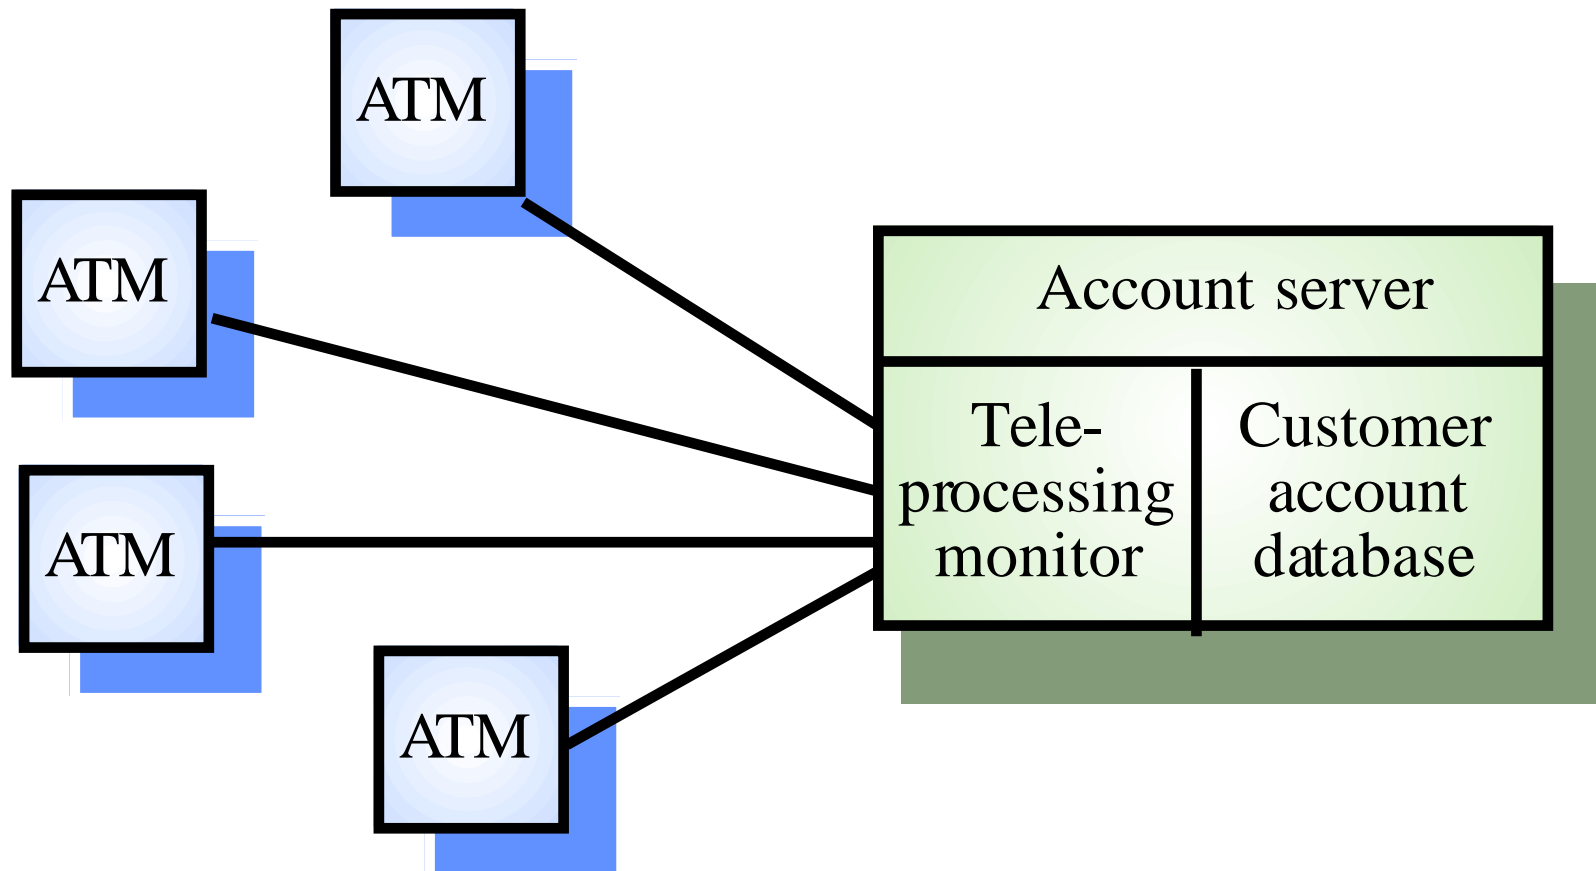 ATM
ATM
ATM
ATM
Account server
Tele-
processing
monitor
Customer
account
database